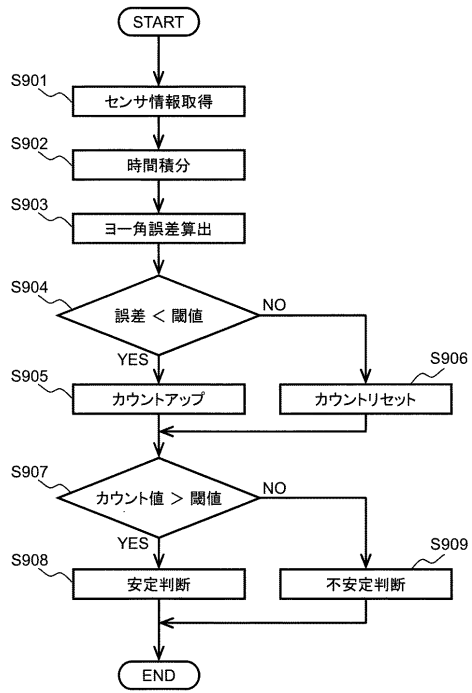 START
S901
センサ情報取得
S902
時間積分
S903
ヨー角誤差算出
S904
誤差 < 閾値
NO
YES
S905
カウントアップ
S906
カウントリセット
S907
カウント値 > 閾値
NO
YES
S908
安定判断
S909
不安定判断
END